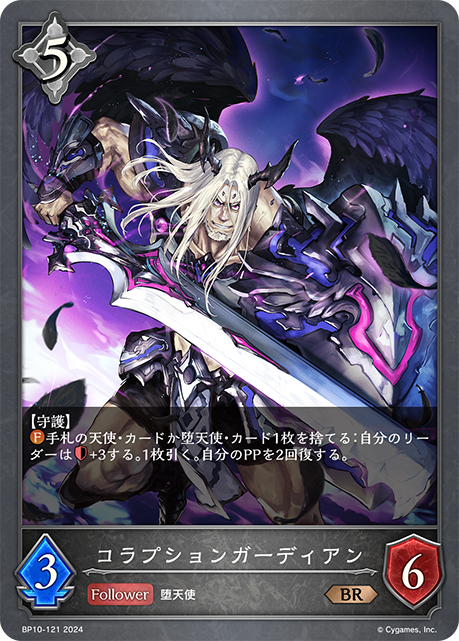 5
【守護】
F手札の天使・カードか堕天使・カード1枚を捨てる：自分のリー
ダーは+3する。1枚引く。自分のPPを2回復する。
コラプションガーディアン
3
Follower 堕天使
BR
6
BP10-121 2024
© Cygames, Inc.